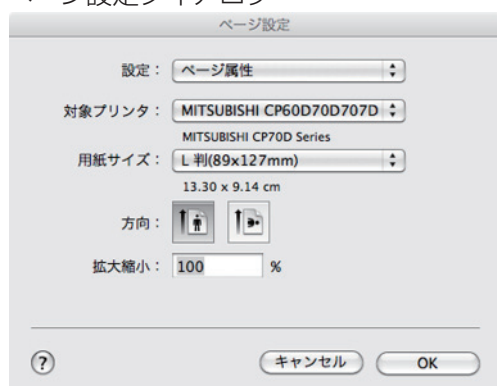 ページ設定ダイアログ
ページ設定
設定： ページ属性
対象プリンタ： MITSUBISHI CP60D70D707D
MITSUBISHI CP70D Series
用紙サイズ： L 判(89x127mm)
13.30 x 9.14 cm
方向：
拡大縮小： 100 %
? キャンセル OK